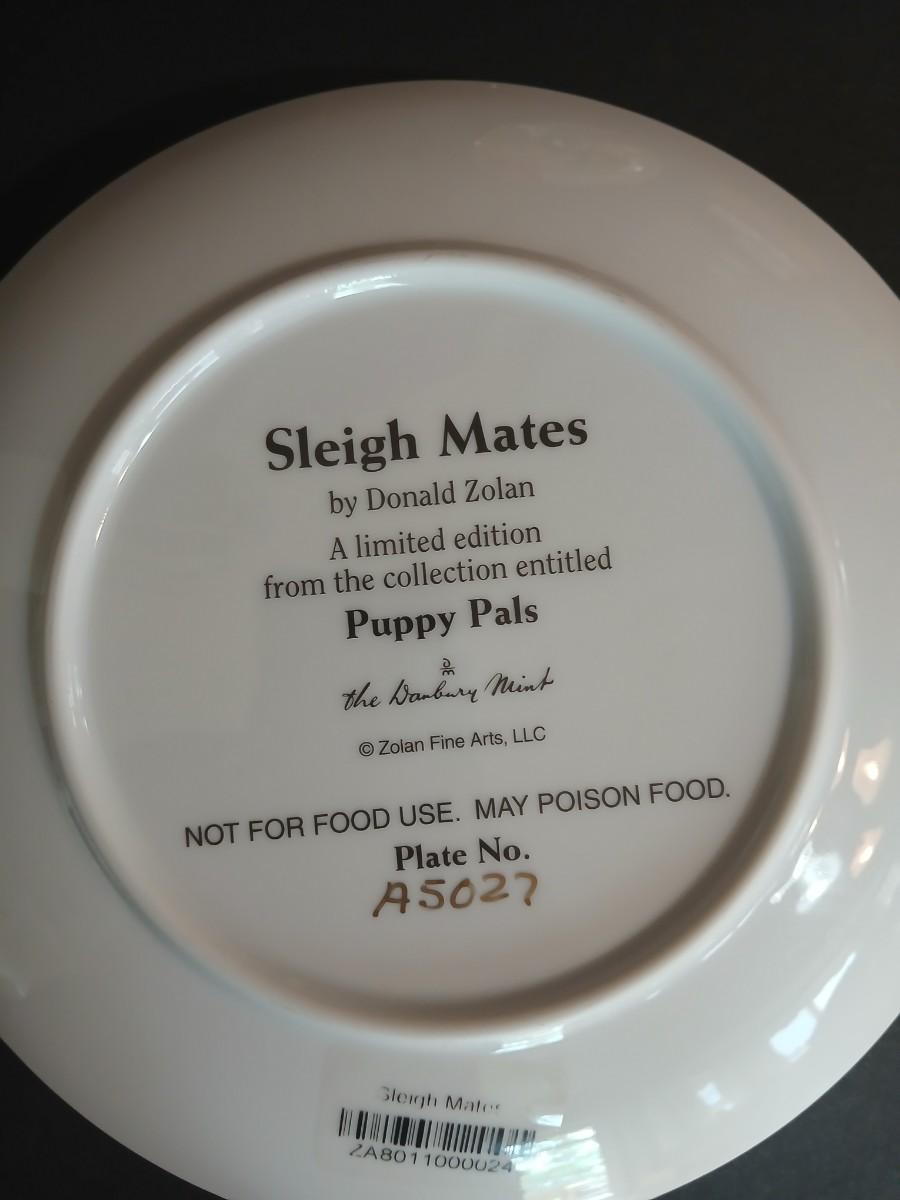 Sleigh Mates
by Donald Zolan
A limited edition
from the collection entitled
Puppy Pals
D/M
the Danbury Mint
© Zolan Fine Arts, LLC
NOT FOR FOOD USE. MAY POISON FOOD.
Plate No.
A5027
Sleigh Mates
ZA8011000024